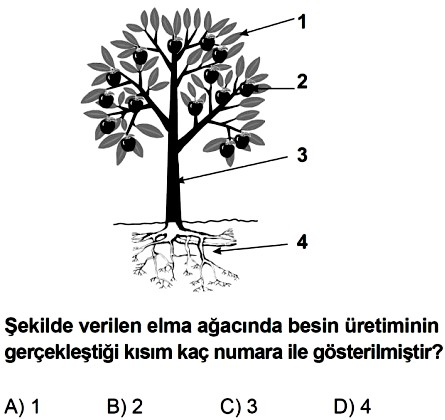 1
2
3
4
Şekilde verilen elma ağacında besin üretiminin
gerçekleştiği kısım kaç numara ile gösterilmiştir?
A) 1 B) 2 C) 3 D) 4